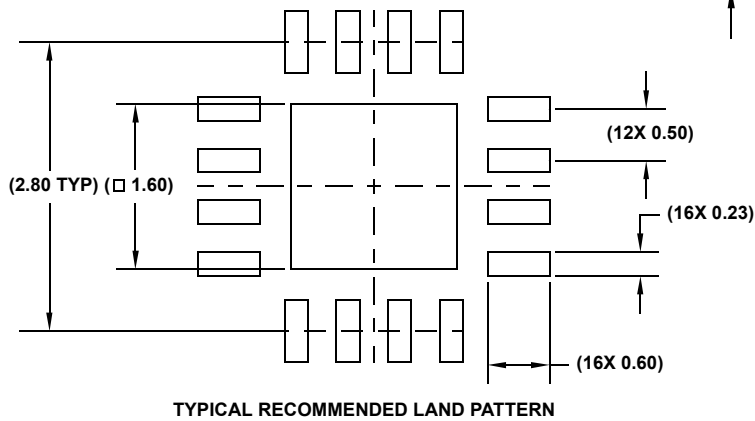 (12X 0.50)
(2.80 TYP) (□ 1.60)
(16X 0.23)
(16X 0.60)
TYPICAL RECOMMENDED LAND PATTERN